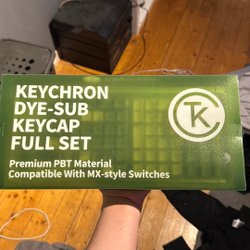 KEYCHRON
DYE-SUB
KEYCAP
FULL SET
Premium PBT Material
Compatible With MX-style Switches